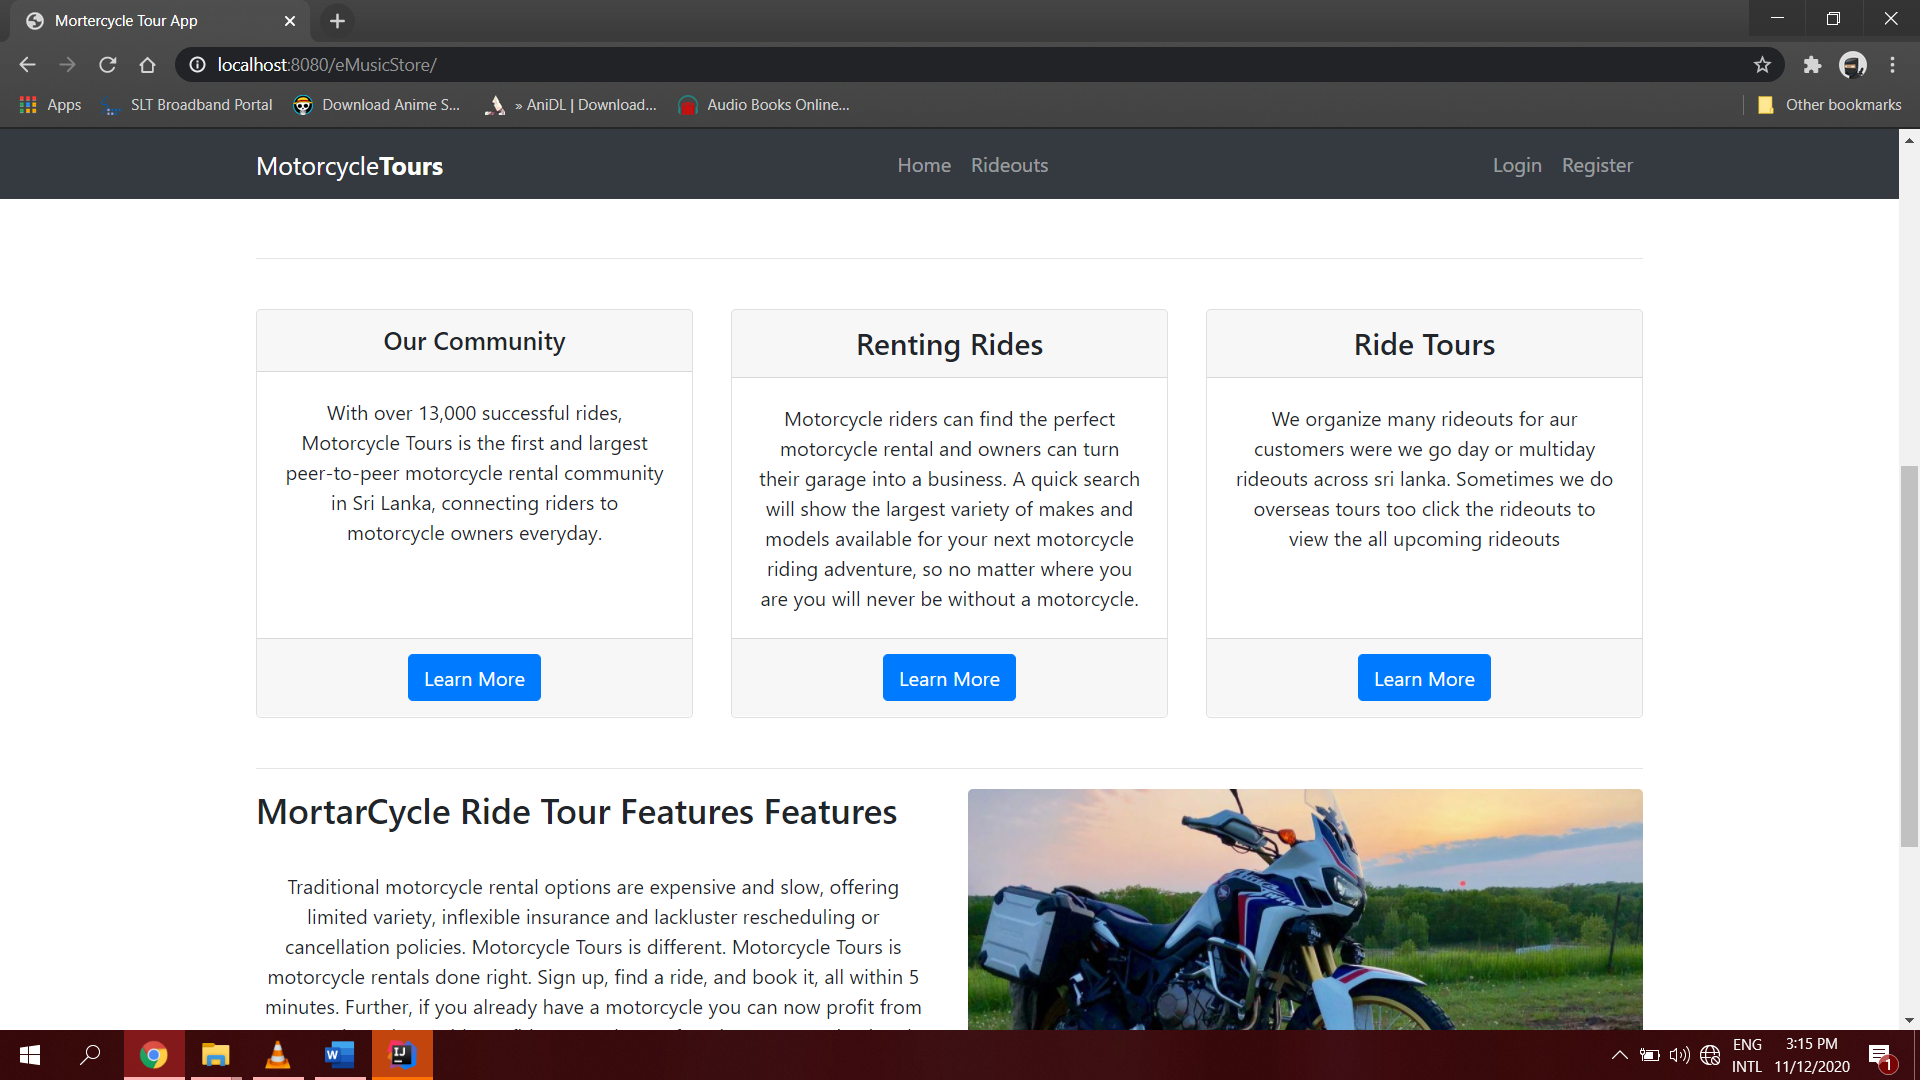 Mortercycle Tour App
localhost:8080/eMusicStore/
Apps
SLT Broadband Portal
Download Anime S...
» AniDL | Download...
Audio Books Online...
Other bookmarks
MotorcycleTours
Home
Rideouts
Login
Register
Our Community
With over 13,000 successful rides,
Motorcycle Tours is the first and largest
peer-to-peer motorcycle rental community
in Sri Lanka, connecting riders to
motorcycle owners everyday.
Learn More
Renting Rides
Motorcycle riders can find the perfect
motorcycle rental and owners can turn
their garage into a business. A quick search
will show the largest variety of makes and
models available for your next motorcycle
riding adventure, so no matter where you
are you will never be without a motorcycle.
Learn More
Ride Tours
We organize many rideouts for aur
customers were we go day or multiday
rideouts across sri lanka. Sometimes we do
overseas tours too click the rideouts to
view the all upcoming rideouts
Learn More
MortarCycle Ride Tour Features Features
Traditional motorcycle rental options are expensive and slow, offering
limited variety, inflexible insurance and lackluster rescheduling or
cancellation policies. Motorcycle Tours is different. Motorcycle Tours is
motorcycle rentals done right. Sign up, find a ride, and book it, all within 5
minutes. Further, if you already have a motorcycle you can now profit from
ENG
INTL
3:15 PM
11/12/2020
1